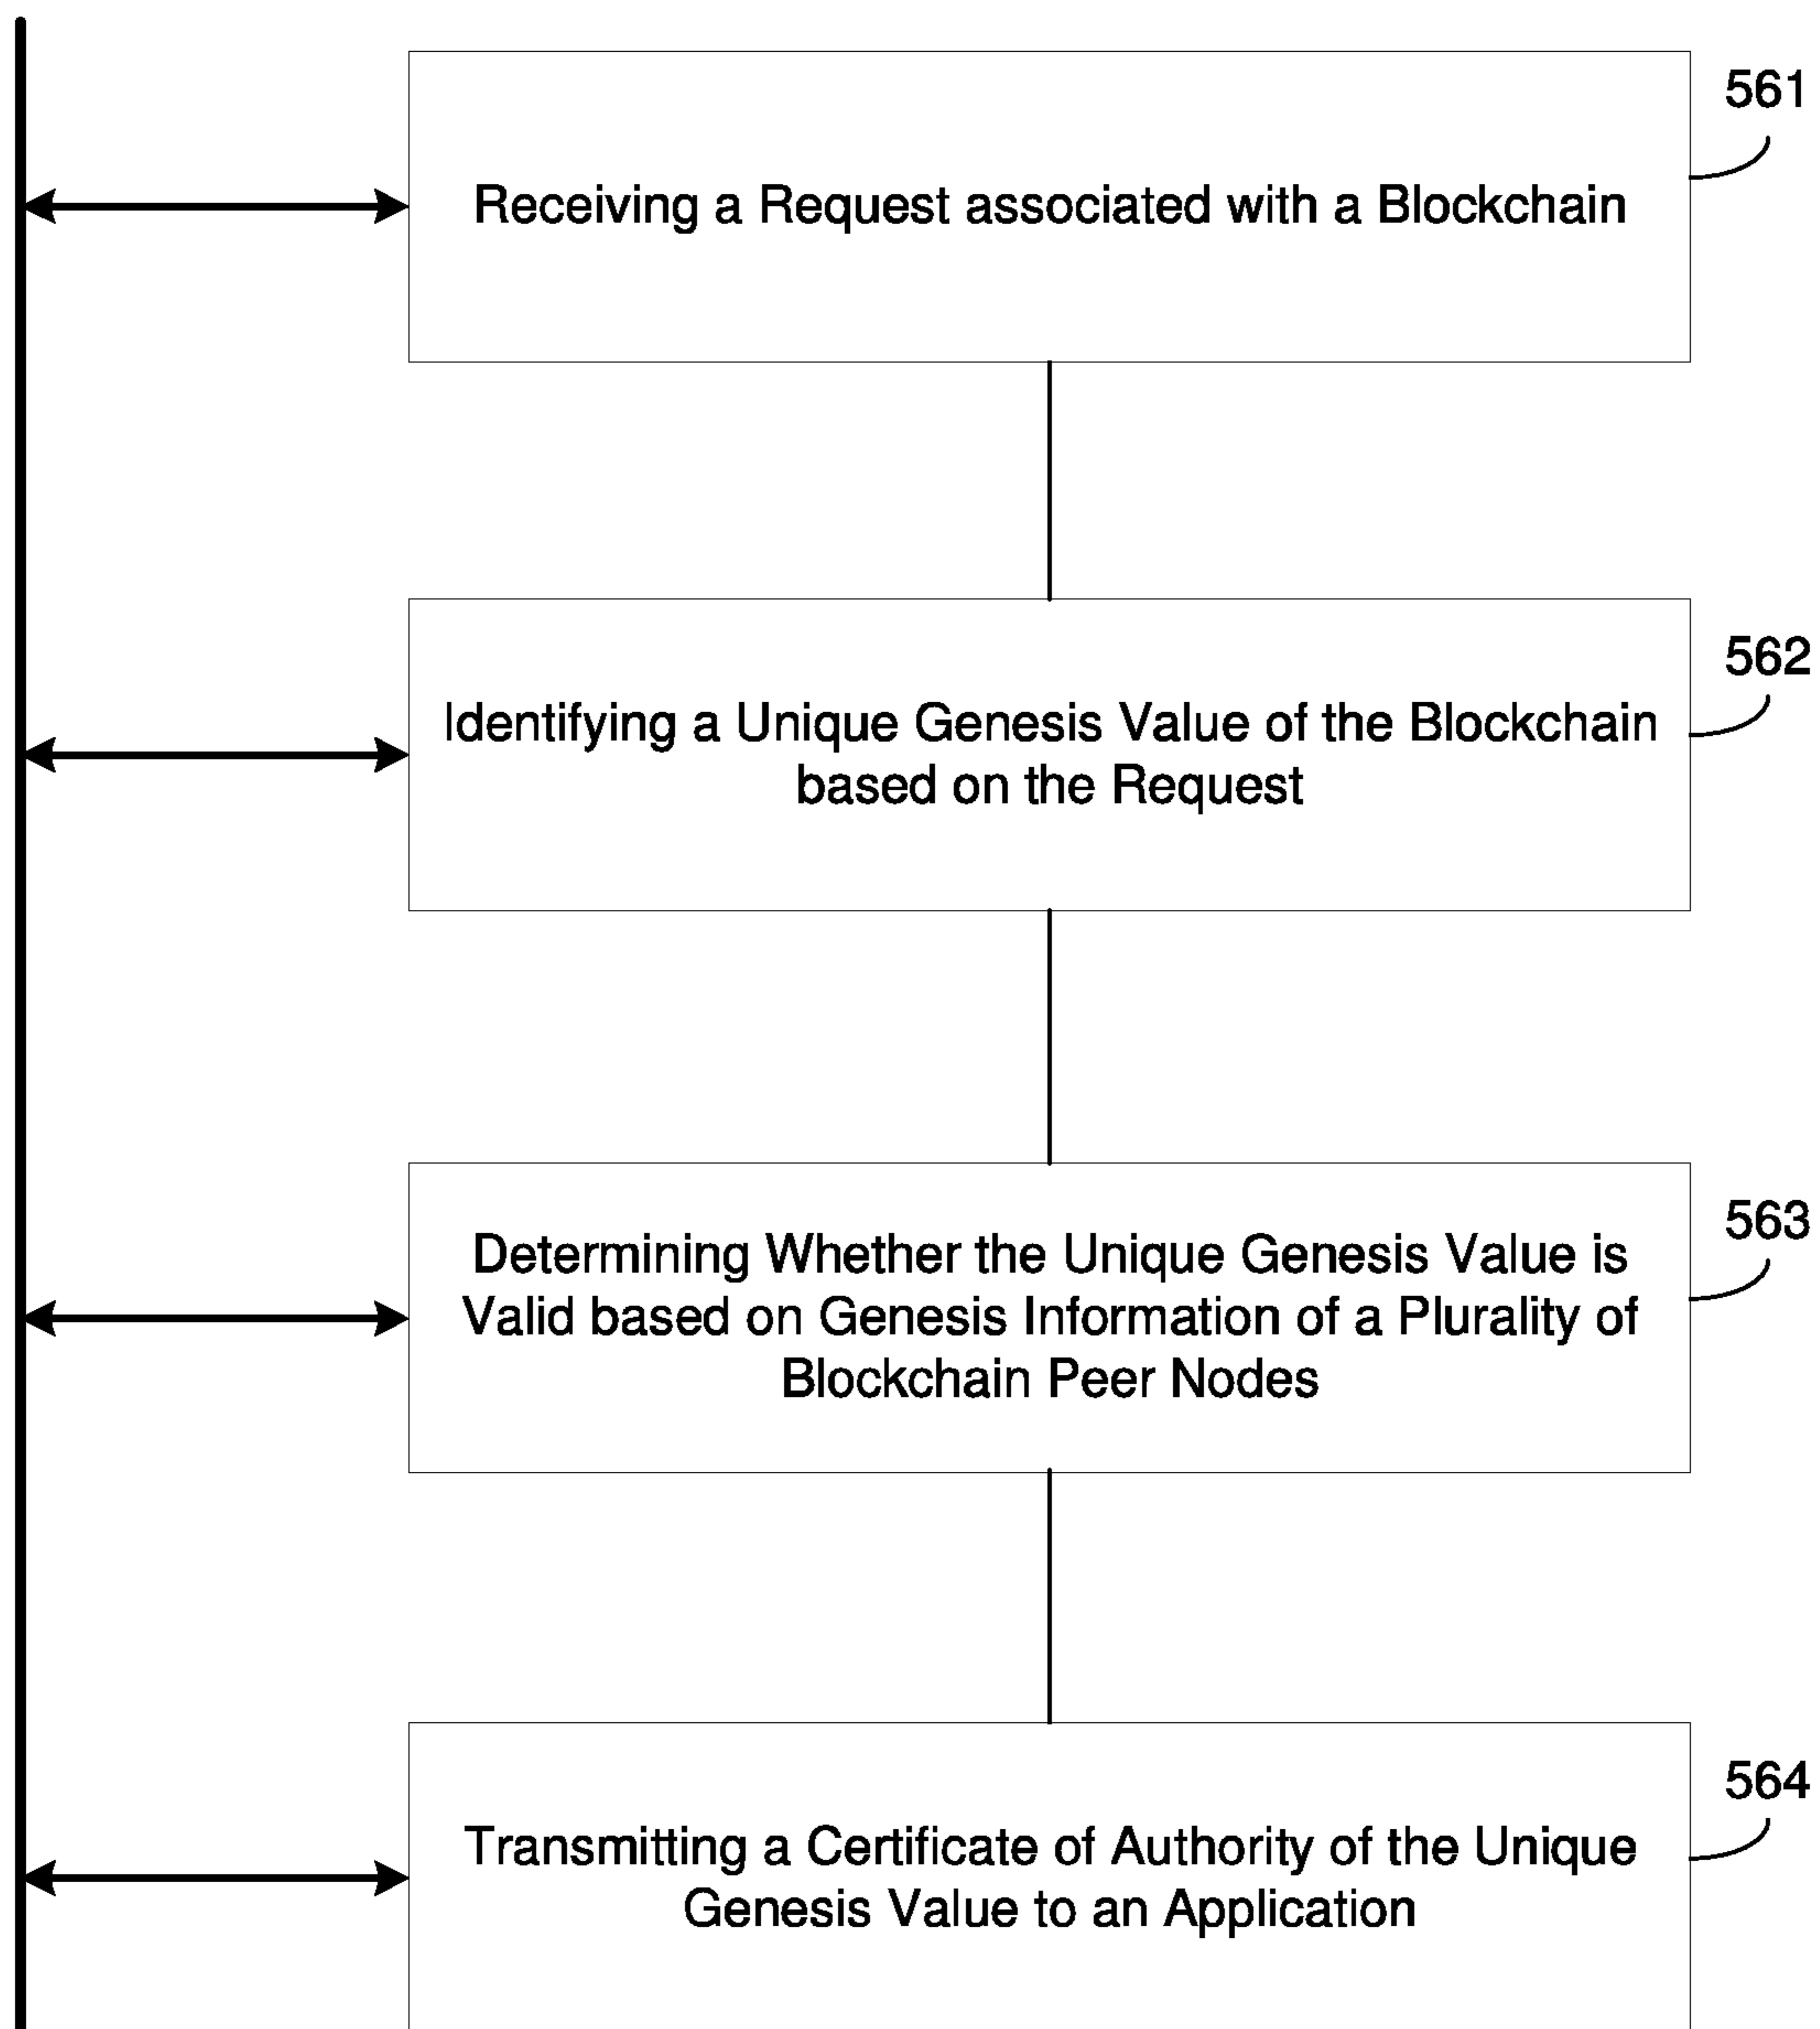 561
Receiving a Request associated with a Blockchain
562
Identifying a Unique Genesis Value of the Blockchain
based on the Request
563
Determining Whether the Unique Genesis Value is
Valid based on Genesis Information of a Plurality of
Blockchain Peer Nodes
564
Transmitting a Certificate of Authority of the Unique
Genesis Value to an Application